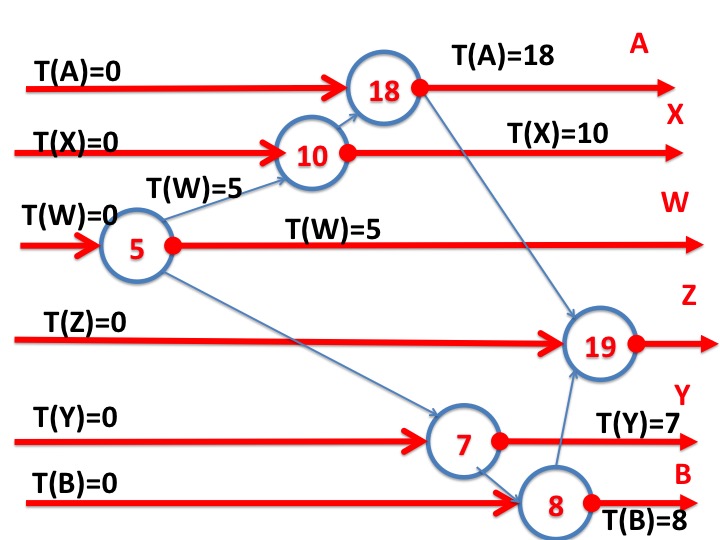 A
T(A)=0
T(A)=18
18
X
T(X)=0
T(X)=10
10
T(W)=5
W
T(W)=0
T(W)=5
5
Z
T(Z)=0
19
Y
T(Y)=0
T(Y)=7
7
B
T(B)=0
8
T(B)=8